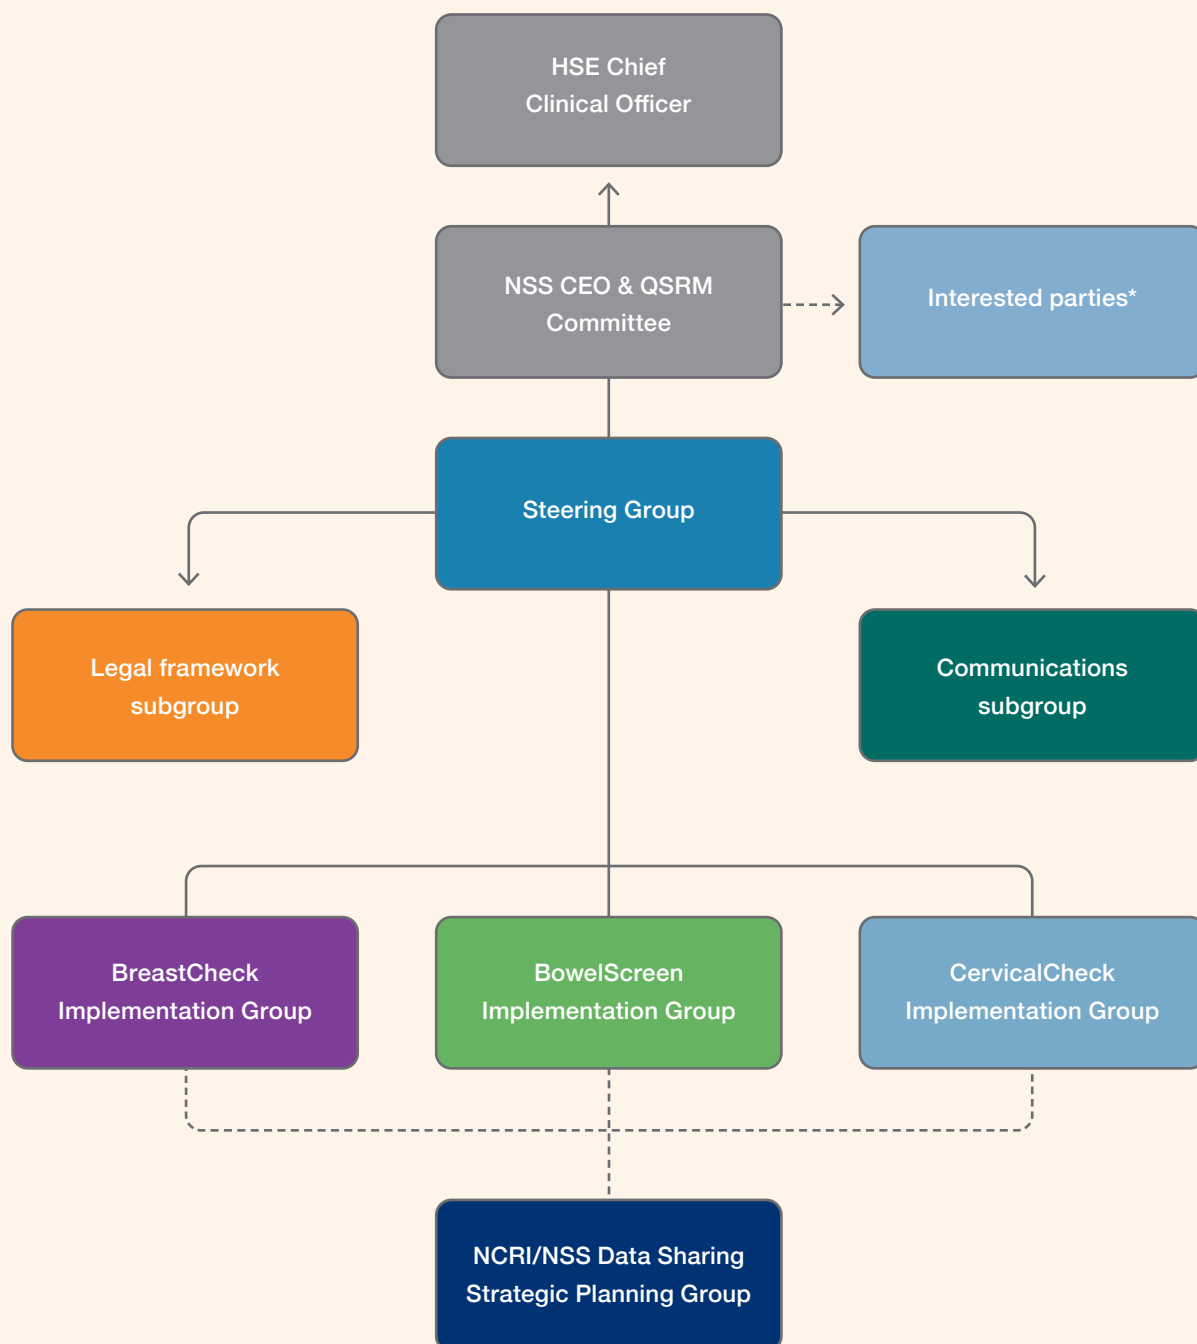 HSE Chief
Clinical Officer
NSS CEO & QSRM
Committee
Interested parties*
Steering Group
Legal framework
subgroup
Communications
subgroup
BreastCheck
Implementation Group
BowelScreen
Implementation Group
CervicalCheck
Implementation Group
NCRI/NSS Data Sharing
Strategic Planning Group